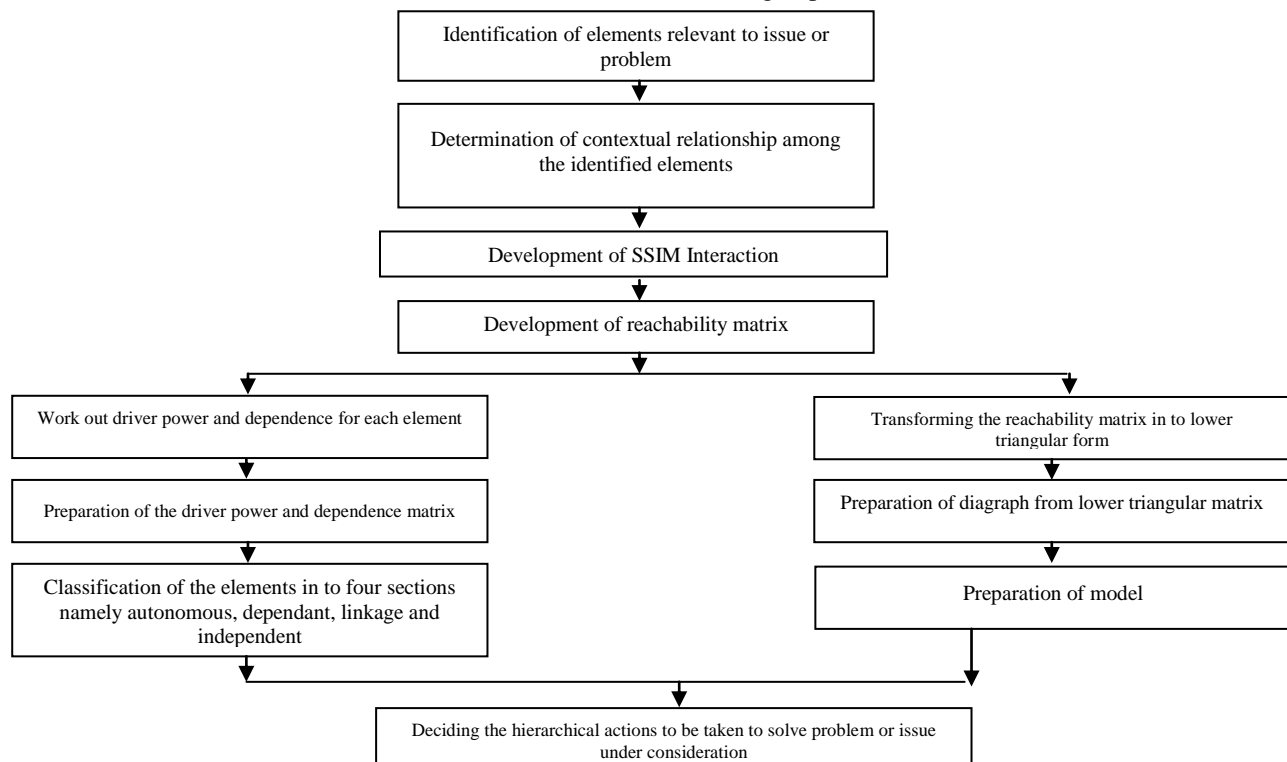 Identification of elements relevant to issue or
problem
Determination of contextual relationship among
the identified elements
Development of SSIM Interaction
Development of reachability matrix
Work out driver power and dependence for each element
Preparation of the driver power and dependence matrix
Classification of the elements in to four sections
namely autonomous, dependant, linkage and
independent
Transforming the reachability matrix in to lower
triangular form
Preparation of diagraph from lower triangular matrix
Preparation of model
Deciding the hierarchical actions to be taken to solve problem or issue
under consideration